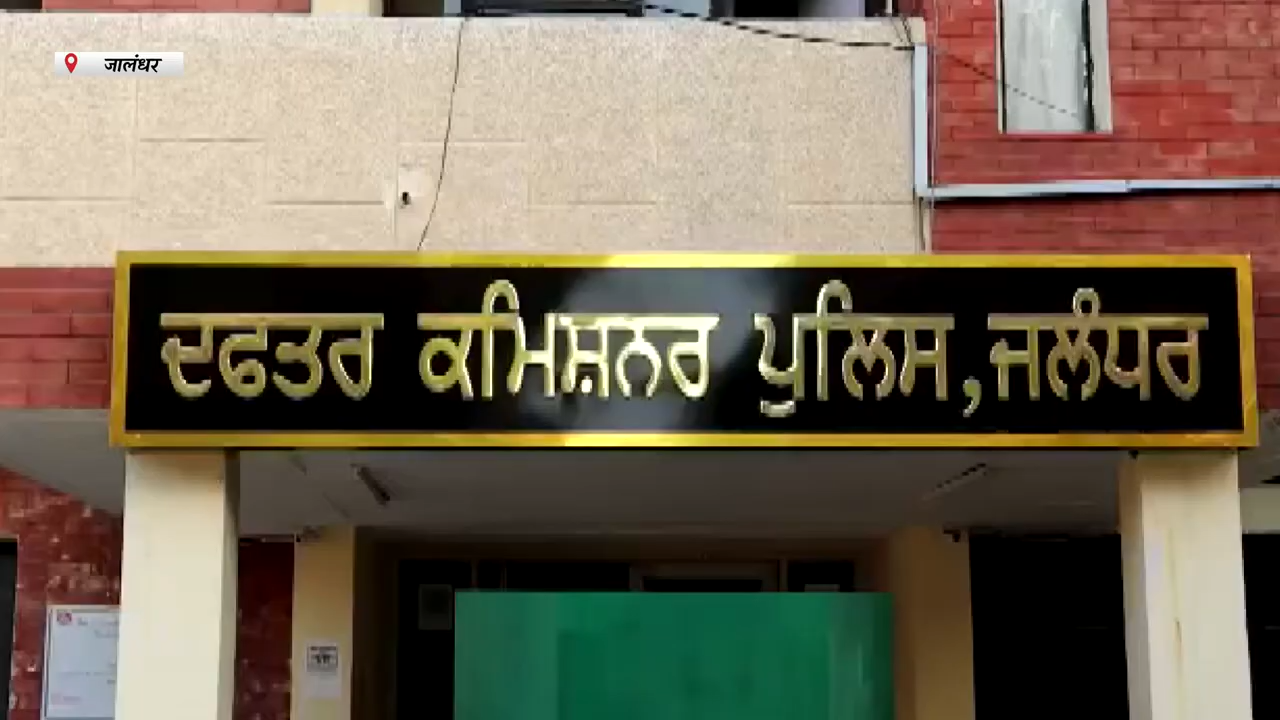 जालंधर
ਦਫਤਰ ਕਮਿਸ਼ਨਰ ਪੁਲਿਸ,ਜਲੰਧਰ